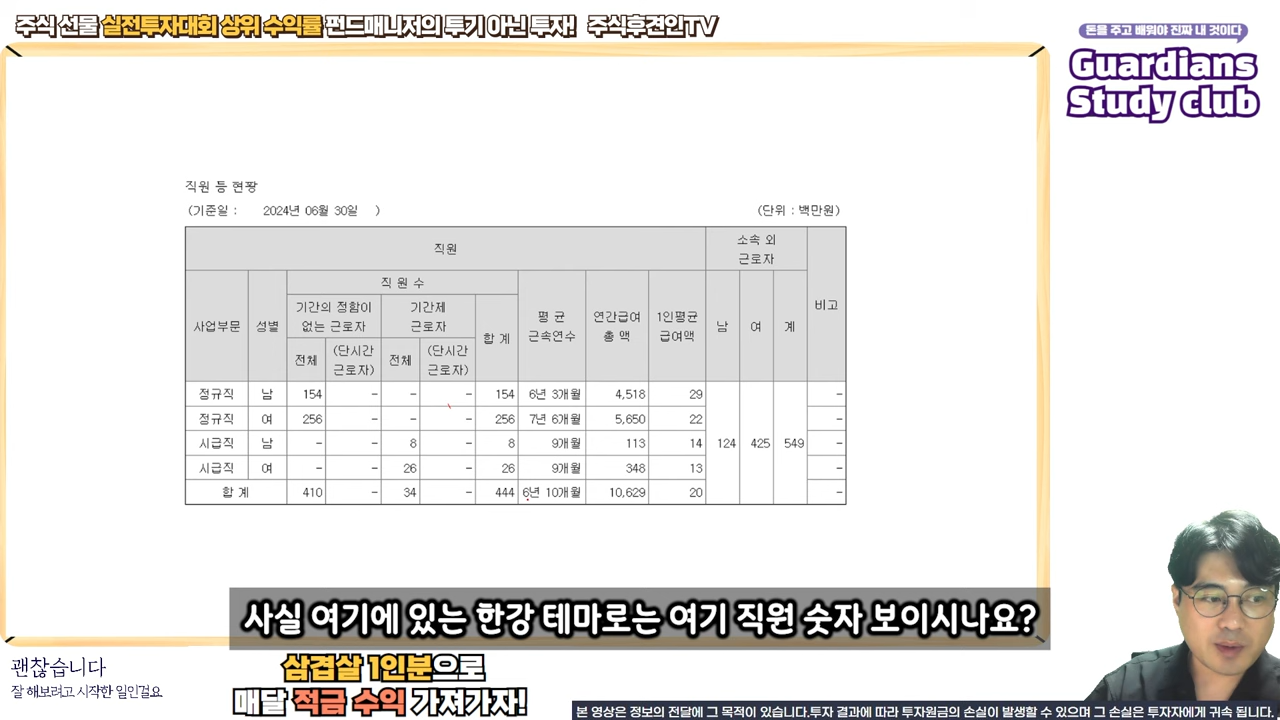 주식 선물 실전투자대회 상위 수익률 펀드매니저의 투기 아닌 투자! 주식후견인TV
돈을 주고 배워야 진짜 내 것이다
Guardians
Study club
직원 등 현황
(기준일 : 2024년 06월 30일 ) (단위 : 백만원)
직원 소속 외 근로자 비고
사업부문 성별 직 원 수 평 균 근속연수 연간급여 총 액 1인평균 급여액 남 여 계
기간의 정함이 없는 근로자 기간제 근로자 합 계
전체 (단시간 근로자) 전체 (단시간 근로자)
정규직 남 154 – – – 154 6년 3개월 4,518 29 124 425 549 –
정규직 여 256 – – – 256 7년 6개월 5,650 22 –
시급직 남 – – 8 – 8 9개월 113 14 –
시급직 여 – – 26 – 26 9개월 348 13 –
합 계 410 – 34 – 444 6년 10개월 10,629 20 –
사실 여기에 있는 한강 테마로는 여기 직원 숫자 보이시나요?
괜찮습니다
잘 해보려고 시작한 일인걸요
삼겹살 1인분으로
매달 적금 수익 가져가자!
본 영상은 정보의 전달에 그 목적이 있습니다.투자 결과에 따라 투자원금의 손실이 발생할 수 있으며 그 손실은 투자자에게 귀속 됩니다.